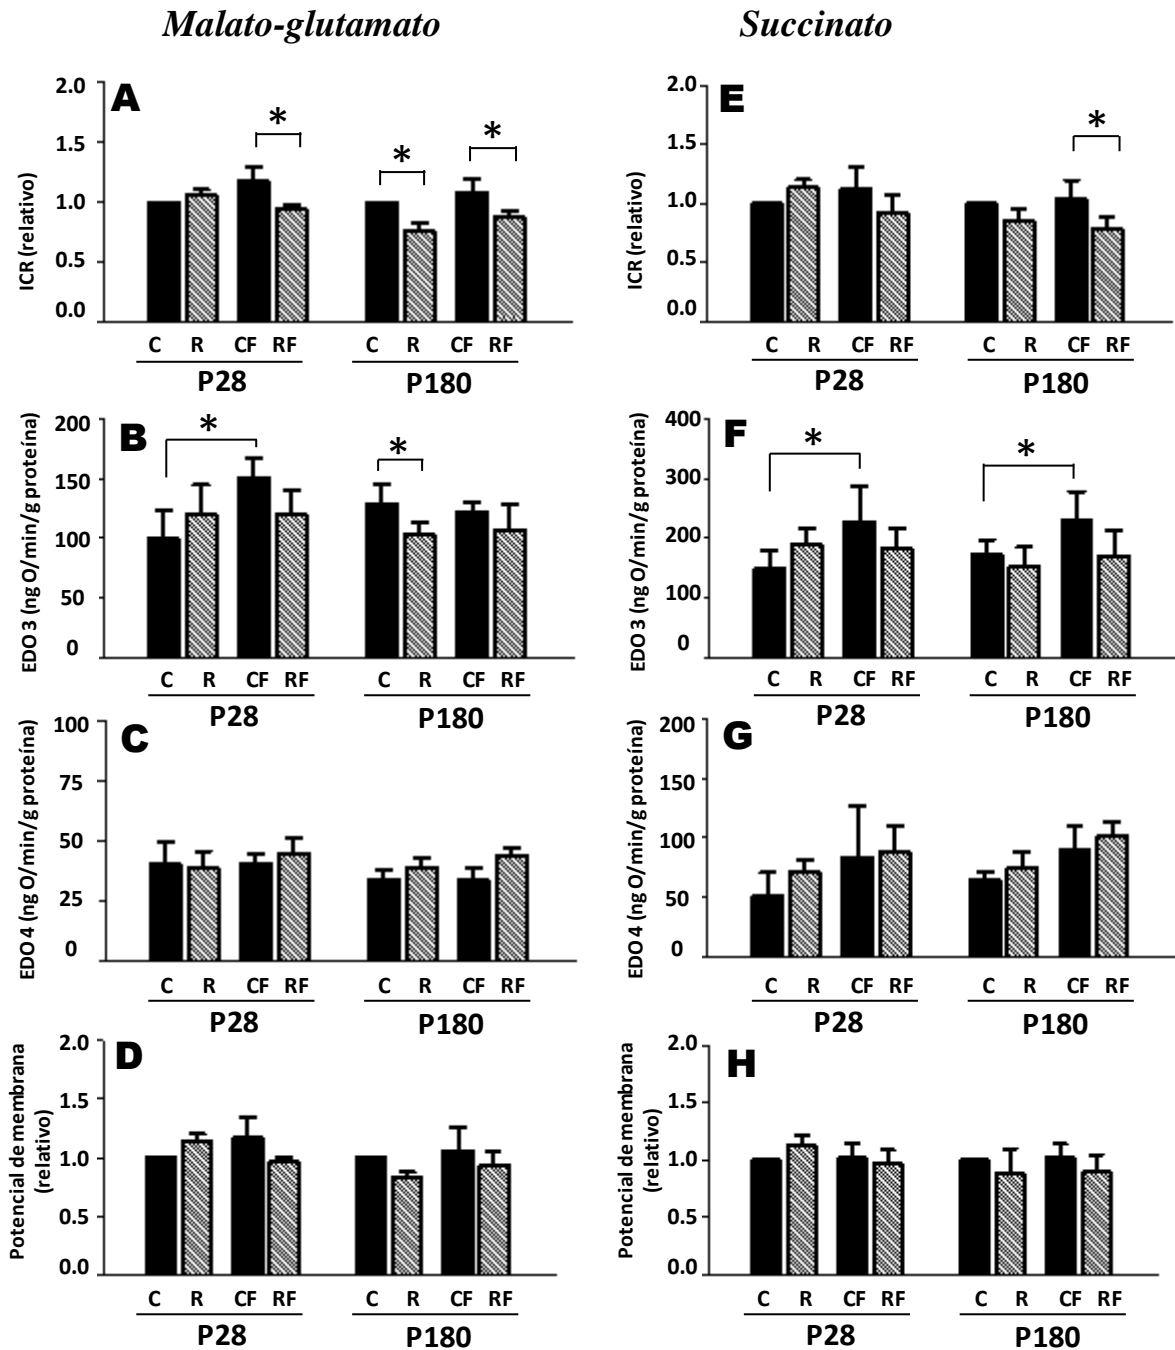 Malato-glutamato
Succinato
A
ICR (relativo)
2.0
1.5
1.0
0.5
0.0
*
*
*
C R CF RF
C R CF RF
P28
P180
E
ICR (relativo)
2.0
1.5
1.0
0.5
0.0
*
C R CF RF
C R CF RF
P28
P180
B
EDO 3 (ng O/min/g proteína)
200
150
100
50
0
*
*
C R CF RF
C R CF RF
P28
P180
F
EDO 3 (ng O/min/g proteína)
400
300
200
100
0
*
*
C R CF RF
C R CF RF
P28
P180
C
EDO 4 (ng O/min/g proteína)
100
75
50
25
0
C R CF RF
C R CF RF
P28
P180
G
EDO 4 (ng O/min/g proteína)
200
150
100
50
0
C R CF RF
C R CF RF
P28
P180
D
Potencial de membrana
(relativo)
2.0
1.5
1.0
0.5
0.0
C R CF RF
C R CF RF
P28
P180
H
Potencial de membrana
(relativo)
2.0
1.5
1.0
0.5
0.0
C R CF RF
C R CF RF
P28
P180